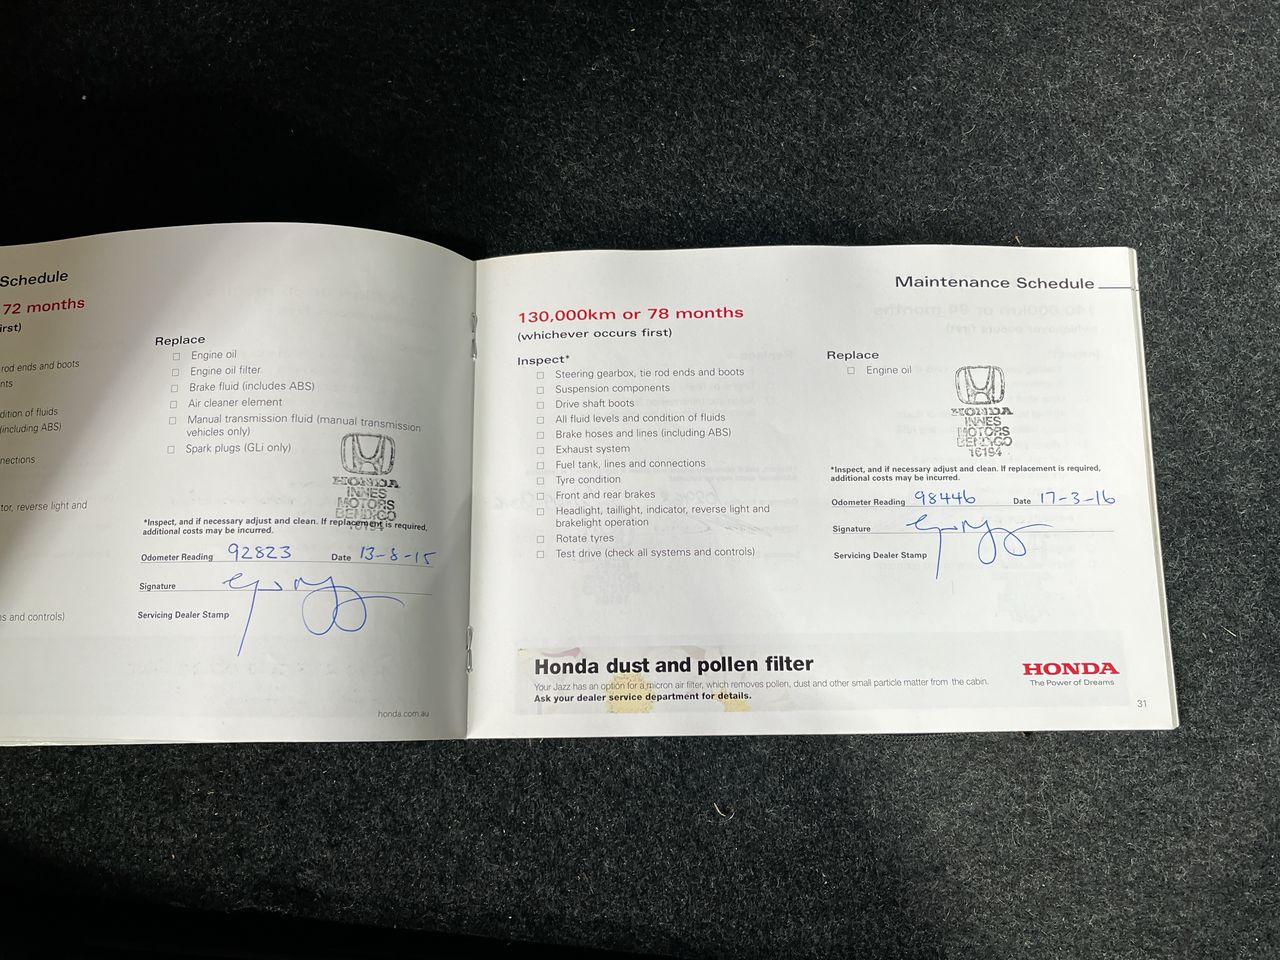 Schedule
72 months
irst)
rod ends and boots
nts
dition of fluids
(including ABS)
nnections
tor, reverse light and
s and controls)
Replace
Engine oil
Engine oil filter
Brake fluid (includes ABS)
Air cleaner element
Manual transmission fluid (manual transmission
vehicles only)
Spark plugs (GLi only)
HONDA
INNES
MOTORS
BENDIGO
16194
*Inspect, and if necessary adjust and clean. If replacement is required,
additional costs may be incurred.
Odometer Reading 92823 Date 13-8-15
Signature
Servicing Dealer Stamp
honda.com.au
Maintenance Schedule
130,000km or 78 months
(whichever occurs first)
Inspect*
Steering gearbox, tie rod ends and boots
Suspension components
Drive shaft boots
All fluid levels and condition of fluids
Brake hoses and lines (including ABS)
Exhaust system
Fuel tank, lines and connections
Tyre condition
Front and rear brakes
Headlight, taillight, indicator, reverse light and
brakelight operation
Rotate tyres
Test drive (check all systems and controls)
Replace
Engine oil
HONDA
INNES
MOTORS
BENDIGO
16194
*Inspect, and if necessary adjust and clean. If replacement is required,
additional costs may be incurred.
Odometer Reading 98446 Date 17-3-16
Signature
Servicing Dealer Stamp
Honda dust and pollen filter
Your Jazz has an option for a micron air filter, which removes pollen, dust and other small particle matter from the cabin.
Ask your dealer service department for details.
HONDA
The Power of Dreams
31